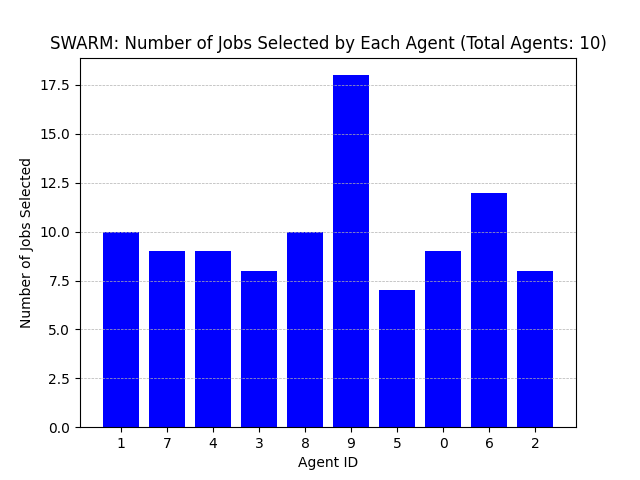 SWARM: Number of Jobs Selected by Each Agent (Total Agents: 10)
17.5
15.0
12.5
10.0
7.5
5.0
2.5
0.0
Number of Jobs Selected
1 7 4 3 8 9 5 0 6 2
Agent ID